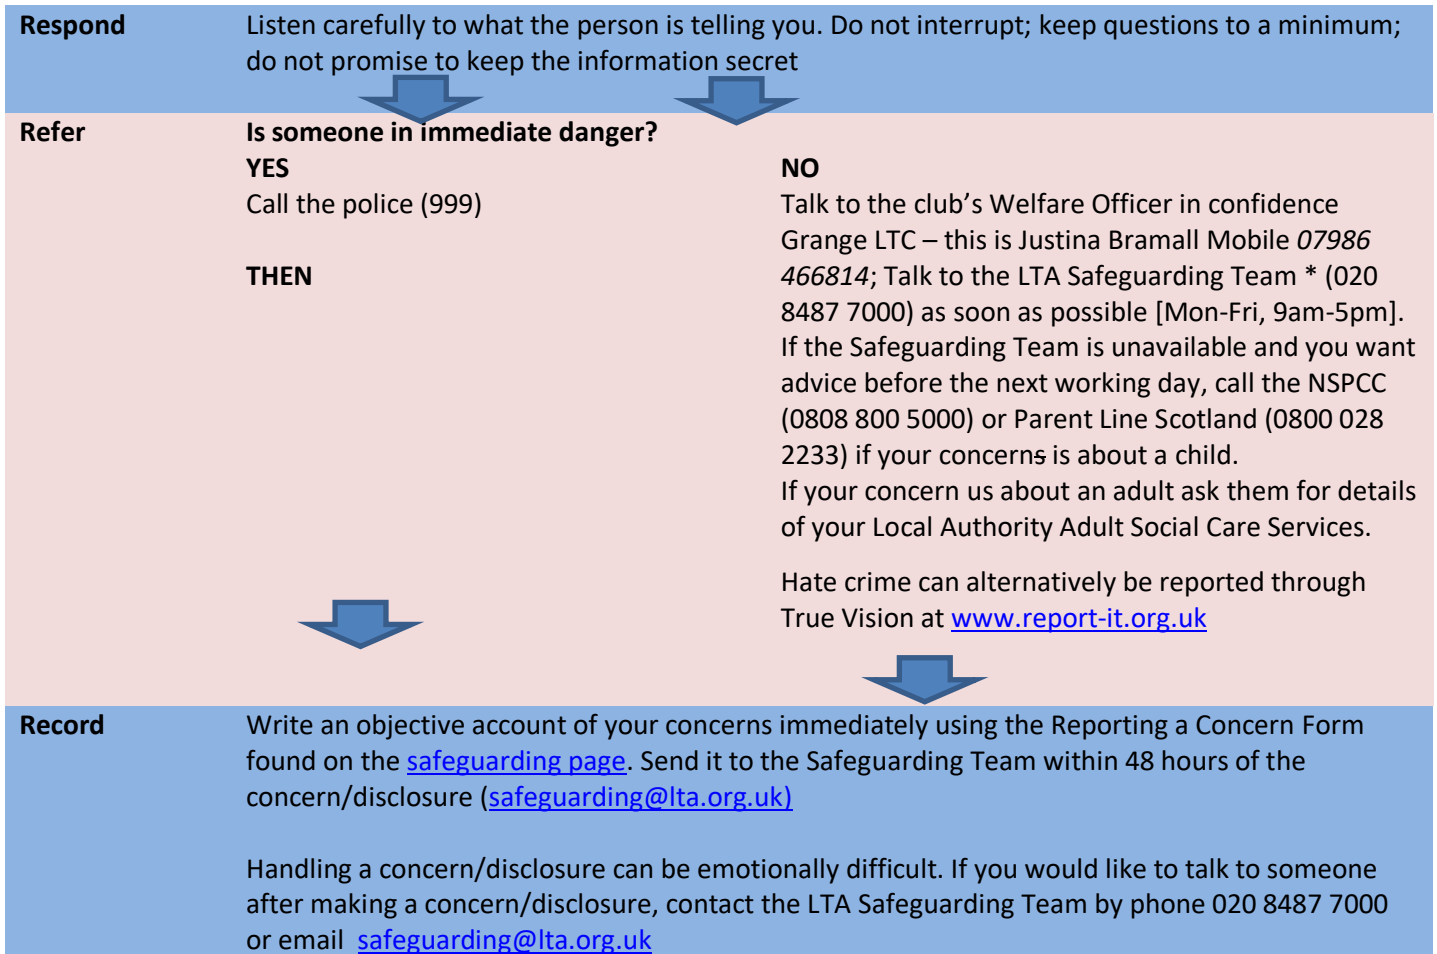 Respond
Listen carefully to what the person is telling you. Do not interrupt; keep questions to a minimum;
do not promise to keep the information secret
Refer
Is someone in immediate danger?
YES
Call the police (999)
THEN
NO
Talk to the club’s Welfare Officer in confidence
Grange LTC – this is Justina Bramall Mobile 07986
466814; Talk to the LTA Safeguarding Team * (020
8487 7000) as soon as possible [Mon-Fri, 9am-5pm].
If the Safeguarding Team is unavailable and you want
advice before the next working day, call the NSPCC
(0808 800 5000) or Parent Line Scotland (0800 028
2233) if your concerns is about a child.
If your concern us about an adult ask them for details
of your Local Authority Adult Social Care Services.
Hate crime can alternatively be reported through
True Vision at www.report-it.org.uk
Record
Write an objective account of your concerns immediately using the Reporting a Concern Form
found on the safeguarding page. Send it to the Safeguarding Team within 48 hours of the
concern/disclosure (safeguarding@lta.org.uk)
Handling a concern/disclosure can be emotionally difficult. If you would like to talk to someone
after making a concern/disclosure, contact the LTA Safeguarding Team by phone 020 8487 7000
or email safeguarding@lta.org.uk